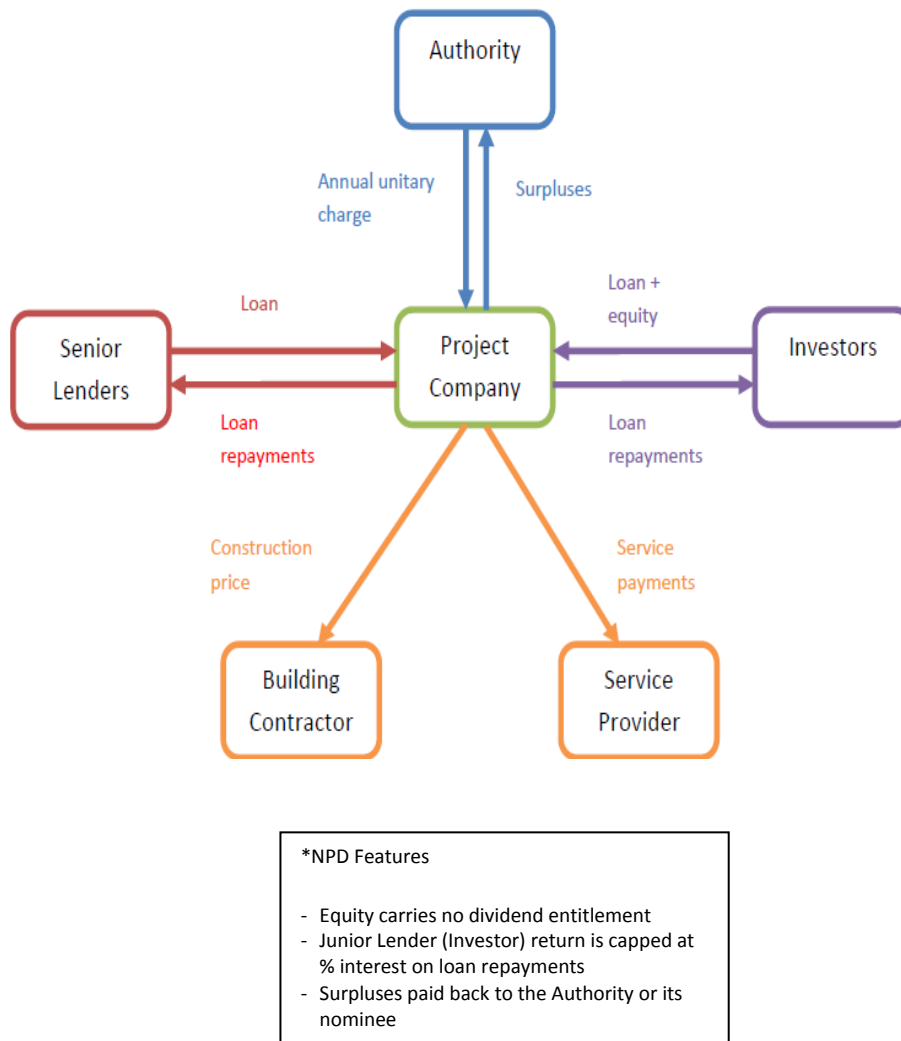 Authority
Annual unitary
charge
Surpluses
Loan
Loan +
equity
Senior
Lenders
Project
Company
Investors
Loan
repayments
Loan
repayments
Construction
price
Service
payments
Building
Contractor
Service
Provider
*NPD Features
- Equity carries no dividend entitlement
- Junior Lender (Investor) return is capped at
% interest on loan repayments
- Surpluses paid back to the Authority or its
nominee